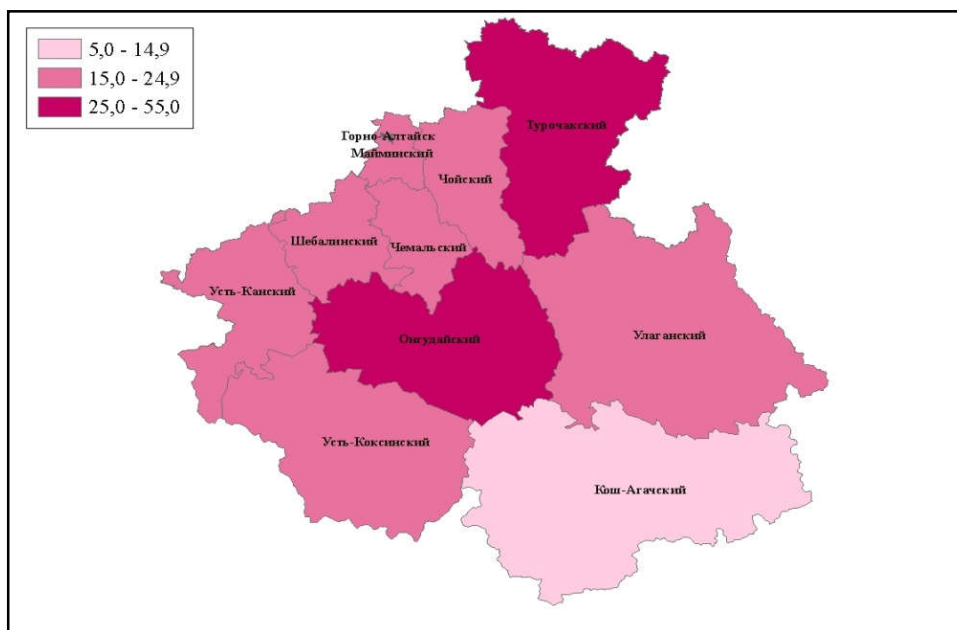 5,0 - 14,9
15,0 - 24,9
25,0 - 55,0
Турочакский
Горно-Алтайск
Майминский
Чойский
Шебалинский
Чемальский
Усть-Канский
Онгудайский
Улаганский
Усть-Коксинский
Кош-Агачский